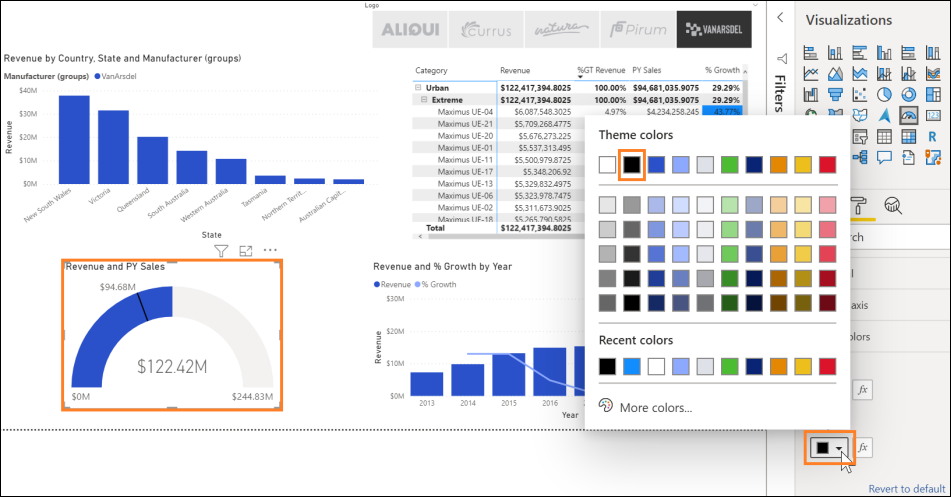 Logo
ALIQUI
Currus
natura
Pirum
VANARSDEL
Revenue by Country, State and Manufacturer (groups)
Manufacturer (groups) VanArsdel
Revenue
$40M
$30M
$20M
$10M
$0M
New South Wales
Victoria
Queensland
South Australia
Western Australia
Tasmania
Northern Territ...
Australian Capit...
State
Category Revenue %GT Revenue PY Sales % Growth
Urban $122,417,394.8025 100.00% $94,681,035.9075 29.29%
Extreme $122,417,394.8025 100.00% $94,681,035.9075 29.29%
Maximus UE-04 $6,087,548.3025 4.97% $4,234,258.245 43.77%
Maximus UE-21 $5,709,268.4775
Maximus UE-20 $5,676,273.225
Maximus UE-01 $5,537,313.495
Maximus UE-11 $5,500,979.8725
Maximus UE-17 $5,348,206.92
Maximus UE-13 $5,329,832.4975
Maximus UE-06 $5,323,978.7475
Maximus UE-02 $5,311,673.9025
Maximus UE-18 $5,265,790.5825
Total $122,417,394.8025
Revenue and PY Sales
$94.68M
$122.42M
$0M
$244.83M
Revenue and % Growth by Year
Revenue % Growth
Revenue
$30M
$20M
$10M
$0M
2013 2014 2015 2016
Year
Theme colors
Recent colors
More colors...
Filters
Visualizations
123
R
rch
l
axis
olors
fx
fx
Revert to default